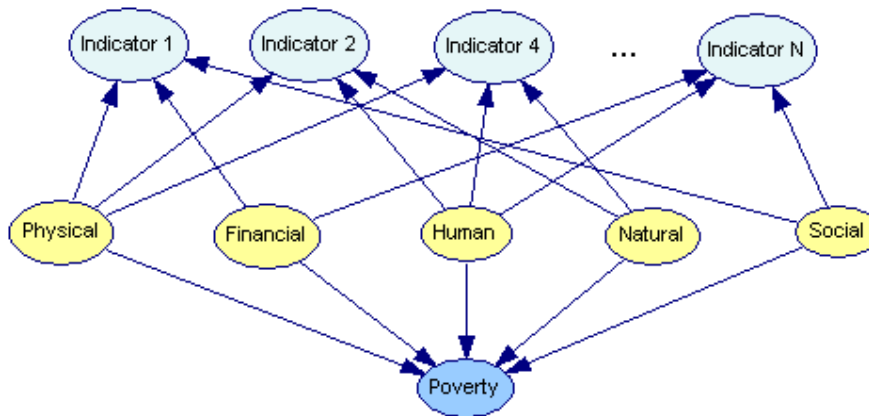 Indicator 1
Indicator 2
Indicator 4
...
Indicator N
Physical
Financial
Human
Natural
Social
Poverty